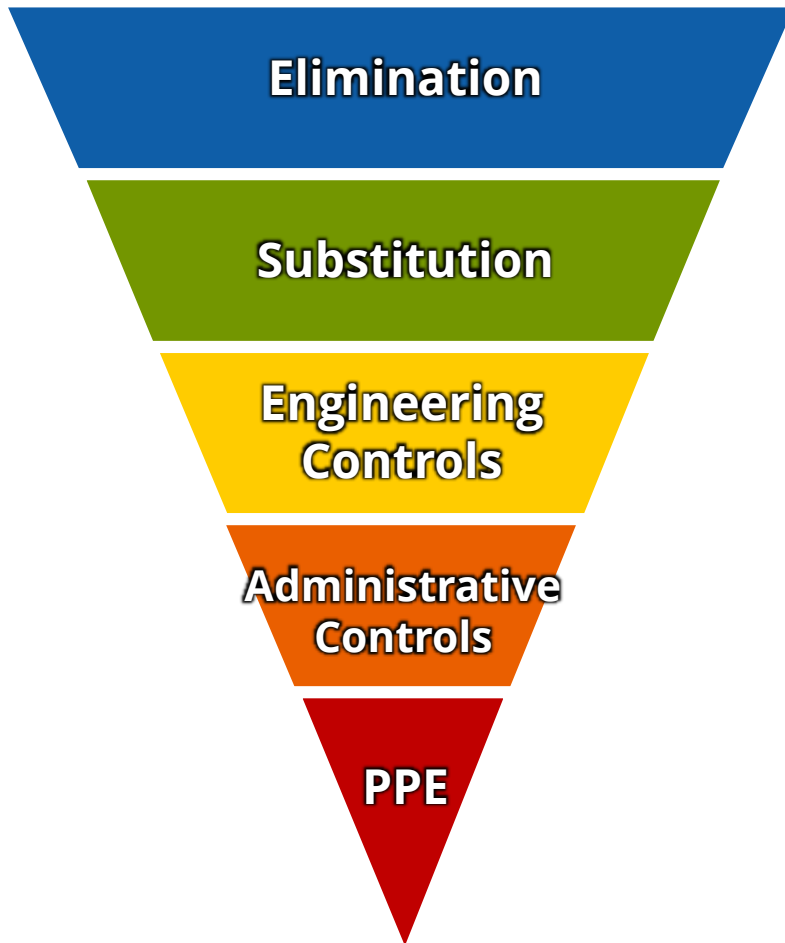 Elimination
Substitution
Engineering
Controls
Administrative
Controls
PPE